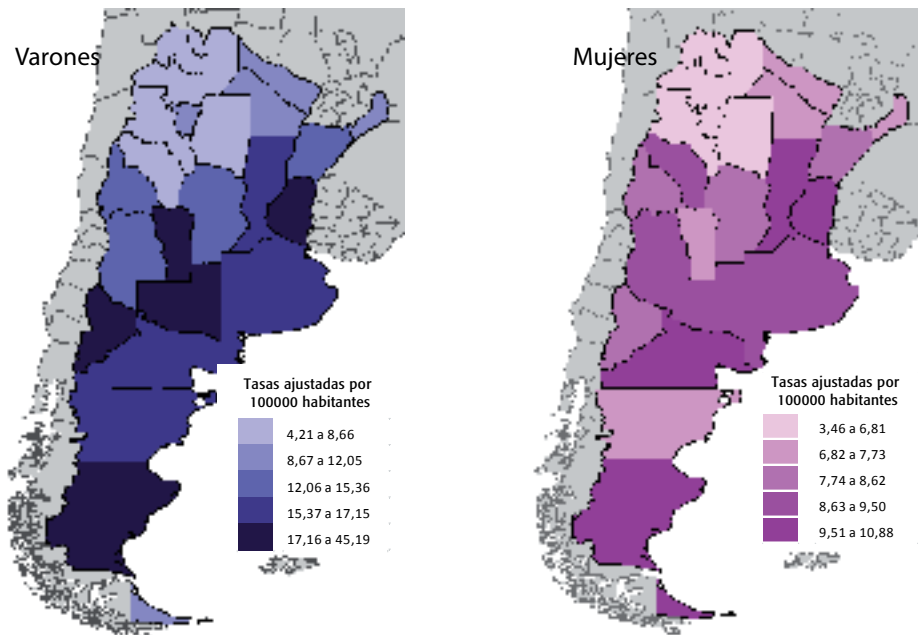 Varones
Tasas ajustadas por
100000 habitantes
4,21 a 8,66
8,67 a 12,05
12,06 a 15,36
15,37 a 17,15
17,16 a 45,19
Mujeres
Tasas ajustadas por
100000 habitantes
3,46 a 6,81
6,82 a 7,73
7,74 a 8,62
8,63 a 9,50
9,51 a 10,88